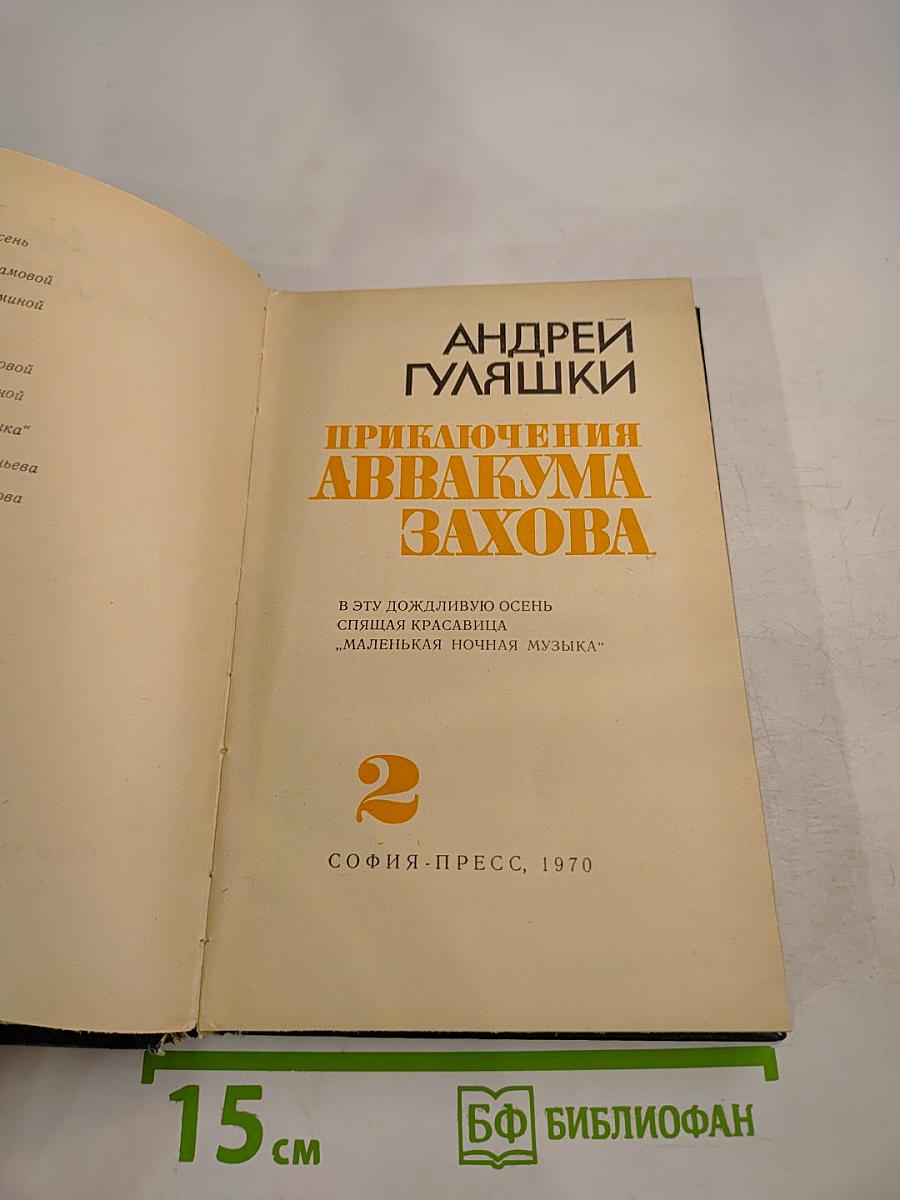 АНДРЕЙ
ГУЛЯШКИ
ПРИКЛЮЧЕНИЯ
АВВАКУМА
ЗАХОВА
В ЭТУ ДОЖДЛИВУЮ ОСЕНЬ
СПЯЩАЯ КРАСАВИЦА
„МАЛЕНЬКАЯ НОЧНАЯ МУЗЫКА“
2
СОФИЯ-ПРЕСС, 1970
15 см
БФ БИБЛИОФАН